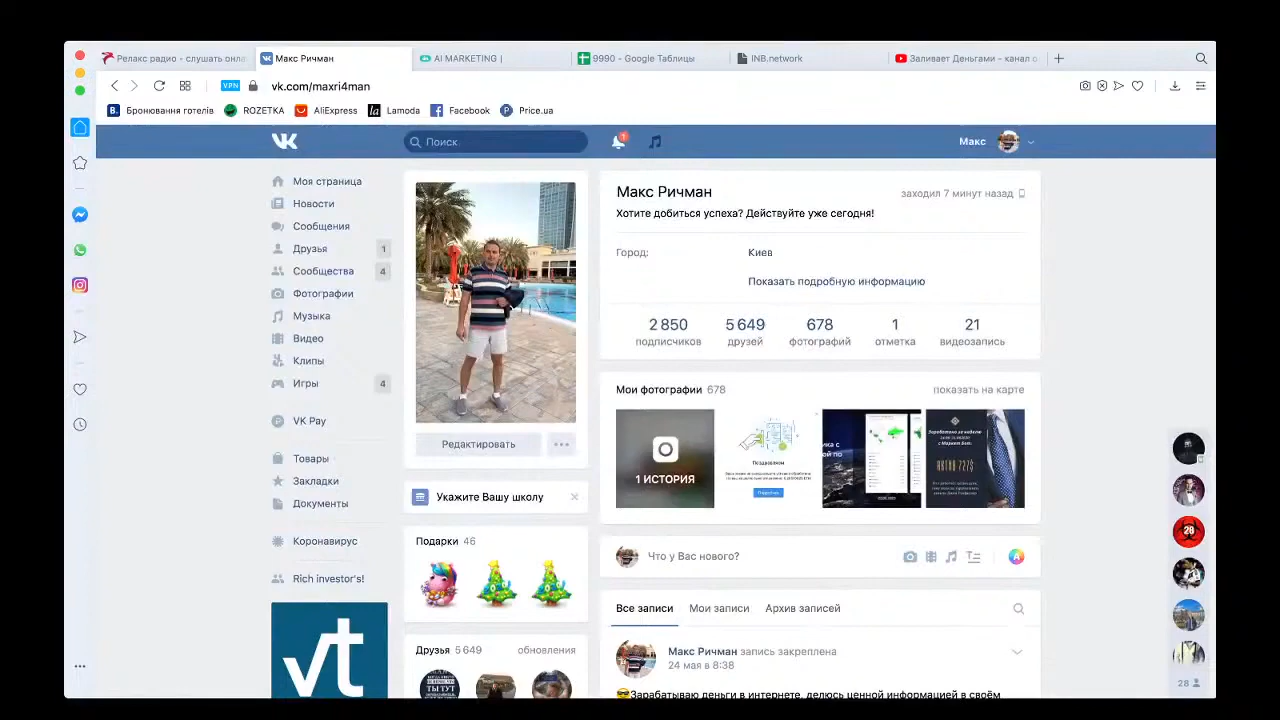 Релакс радио - слушать онла
Макс Ричман
AI MARKETING |
9990 - Google Таблицы
INB.network
Заливает Деньгами - канал о
VPN
vk.com/maxri4man
Бронювання готелів
ROZETKA
AliExpress
Lamoda
Facebook
Price.ua
Поиск
1
Макс
Моя страница
Новости
Сообщения
Друзья 1
Сообщества 4
Фотографии
Музыка
Видео
Клипы
Игры 4
VK Pay
Товары
Закладки
Документы
Коронавирус
Rich investor's!
vt
Редактировать
Укажите Вашу школу
Подарки 46
Друзья 5 649 обновления
Макс Ричман
заходил 7 минут назад
Хотите добиться успеха? Действуйте уже сегодня!
Город: Киев
Показать подробную информацию
2 850 5 649 678 1 21
подписчиков друзей фотографий отметка видеозапись
Мои фотографии 678 показать на карте
1 ИСТОРИЯ
Поздравляем
Что у Вас нового?
Все записи Мои записи Архив записей
Макс Ричман запись закреплена
24 мая в 8:38
Зарабатываю деньги в интернете, делюсь ценной информацией в своём
28
28